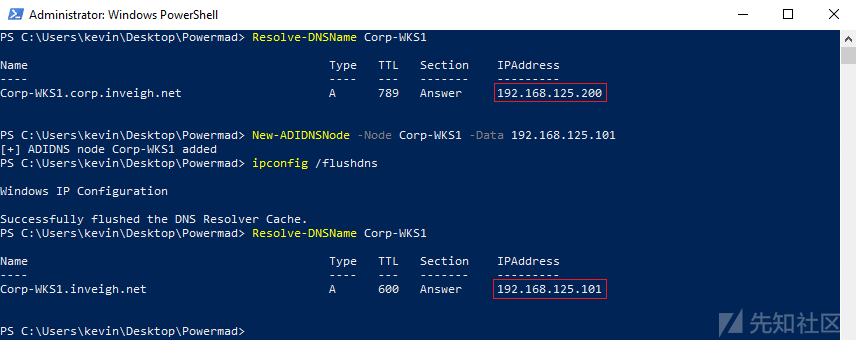 Administrator: Windows PowerShell
PS C:\Users\kevin\Desktop\Powermad> Resolve-DNSName Corp-WKS1
Name Type TTL Section IPAddress
---- ---- --- ------- ---------
Corp-WKS1.corp.inveigh.net A 789 Answer 192.168.125.200
PS C:\Users\kevin\Desktop\Powermad> New-ADIDNSNode -Node Corp-WKS1 -Data 192.168.125.101
[+] ADIDNS node Corp-WKS1 added
PS C:\Users\kevin\Desktop\Powermad> ipconfig /flushdns
Windows IP Configuration
Successfully flushed the DNS Resolver Cache.
PS C:\Users\kevin\Desktop\Powermad> Resolve-DNSName Corp-WKS1
Name Type TTL Section IPAddress
---- ---- --- ------- ---------
Corp-WKS1.inveigh.net A 600 Answer 192.168.125.101
PS C:\Users\kevin\Desktop\Powermad>
先知社区